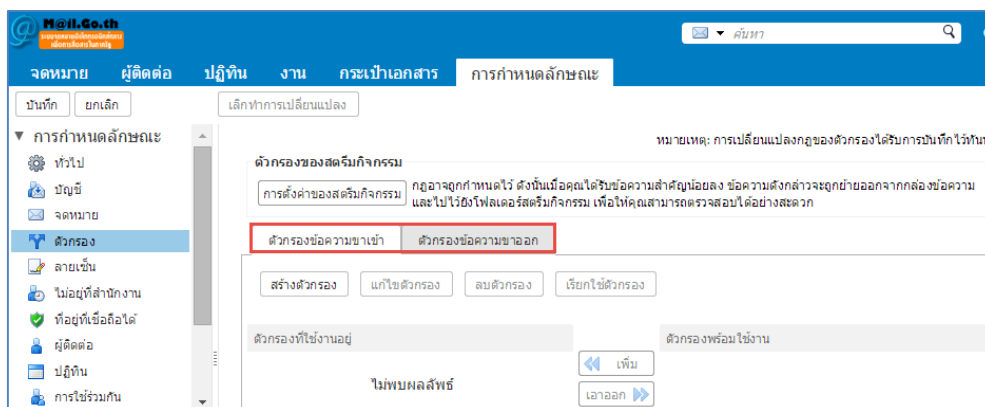 M@il.Go.th
ค้นหา
จดหมาย ผู้ติดต่อ ปฏิทิน งาน กระเป๋าเอกสาร การกำหนดลักษณะ
บันทึก ยกเลิก เลิกทำการเปลี่ยนแปลง
การกำหนดลักษณะ
ทั่วไป
บัญชี
จดหมาย
ตัวกรอง
ลายเซ็น
ไม่อยู่ที่สำนักงาน
ที่อยู่ที่เชื่อถือได้
ผู้ติดต่อ
ปฏิทิน
การใช้ร่วมกัน
หมายเหตุ: การเปลี่ยนแปลงกฎของตัวกรองได้รับการบันทึกไว้ทันที
ตัวกรองของสตรีมกิจกรรม
การตั้งค่าของสตรีมกิจกรรม
กฎอาจถูกกำหนดไว้ ดังนั้นเมื่อคุณได้รับข้อความสำคัญน้อยลง ข้อความดังกล่าวจะถูกย้ายออกจากกล่องข้อความ
และไปไว้ยังโฟลเดอร์สตรีมกิจกรรม เพื่อให้คุณสามารถตรวจสอบได้อย่างสะดวก
ตัวกรองข้อความขาเข้า ตัวกรองข้อความขาออก
สร้างตัวกรอง แก้ไขตัวกรอง ลบตัวกรอง เรียกใช้ตัวกรอง
ตัวกรองที่ใช้งานอยู่ ตัวกรองพร้อมใช้งาน
เพิ่ม
ไม่พบผลลัพธ์
เอาออก